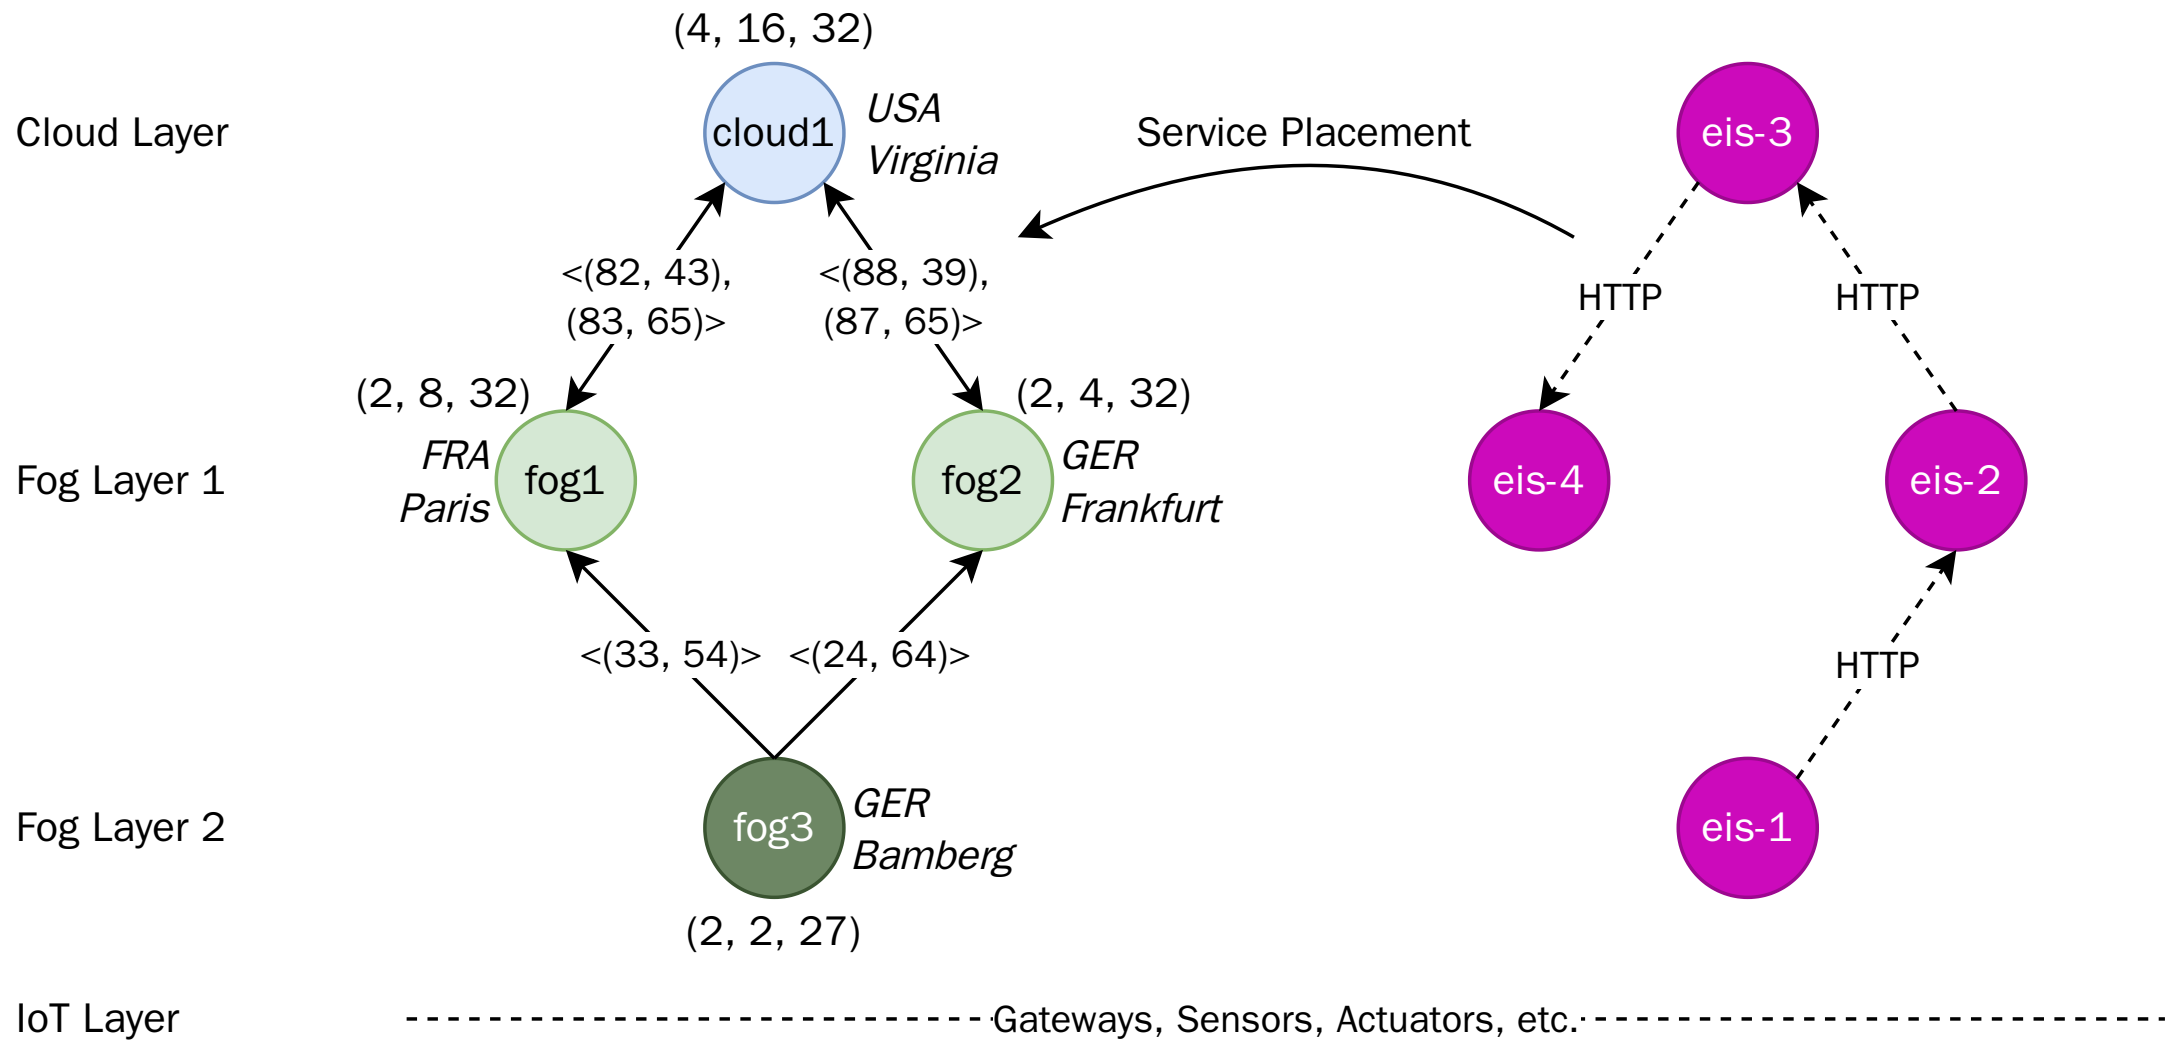 (4, 16, 32)
Cloud Layer
cloud1
USA
Virginia
Service Placement
eis-3
<(82, 43),
(83, 65)>
<(88, 39),
(87, 65)>
HTTP
HTTP
(2, 8, 32)
(2, 4, 32)
Fog Layer 1
FRA
Paris
fog1
fog2
GER
Frankfurt
eis-4
eis-2
<(33, 54)>
<(24, 64)>
HTTP
Fog Layer 2
fog3
GER
Bamberg
eis-1
(2, 2, 27)
IoT Layer
Gateways, Sensors, Actuators, etc.